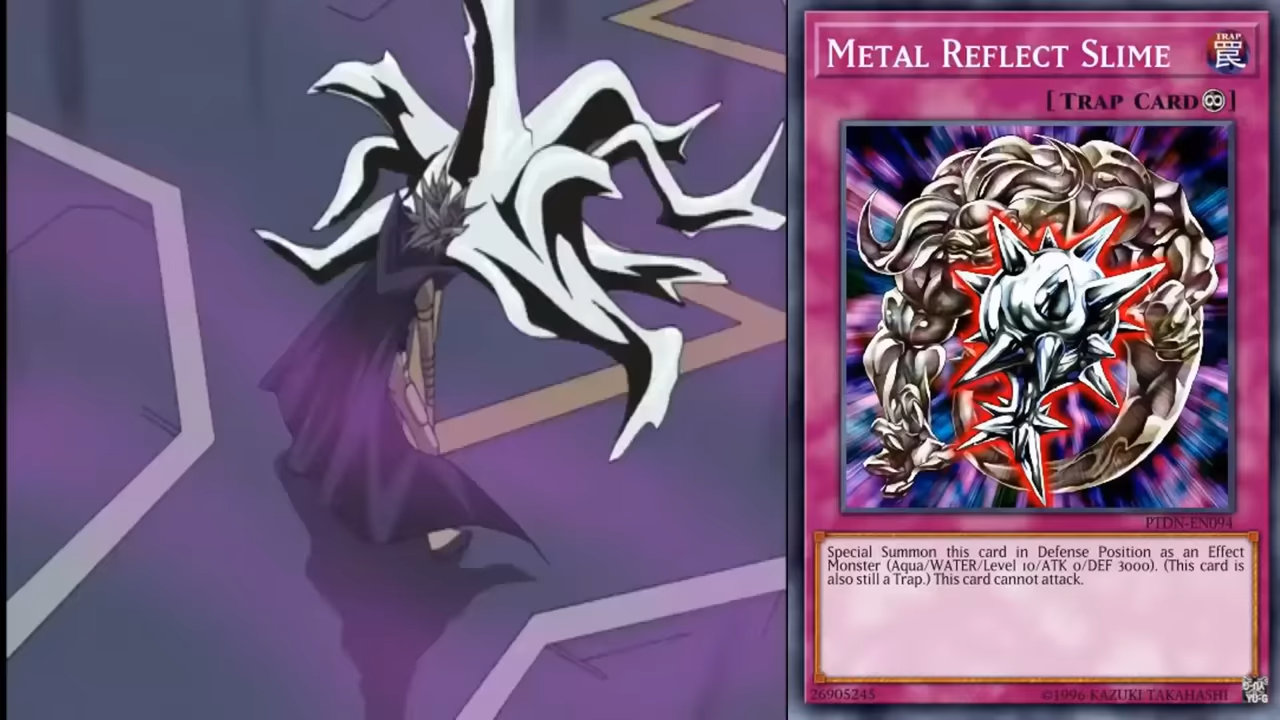 METAL REFLECT SLIME
TRAP
罠
[TRAP CARD∞]
PTDN-EN094
Special Summon this card in Defense Position as an Effect
Monster (Aqua/WATER/Level 10/ATK 0/DEF 3000). (This card is
also still a Trap.) This card cannot attack.
26905245
©1996 KAZUKI TAKAHASHI